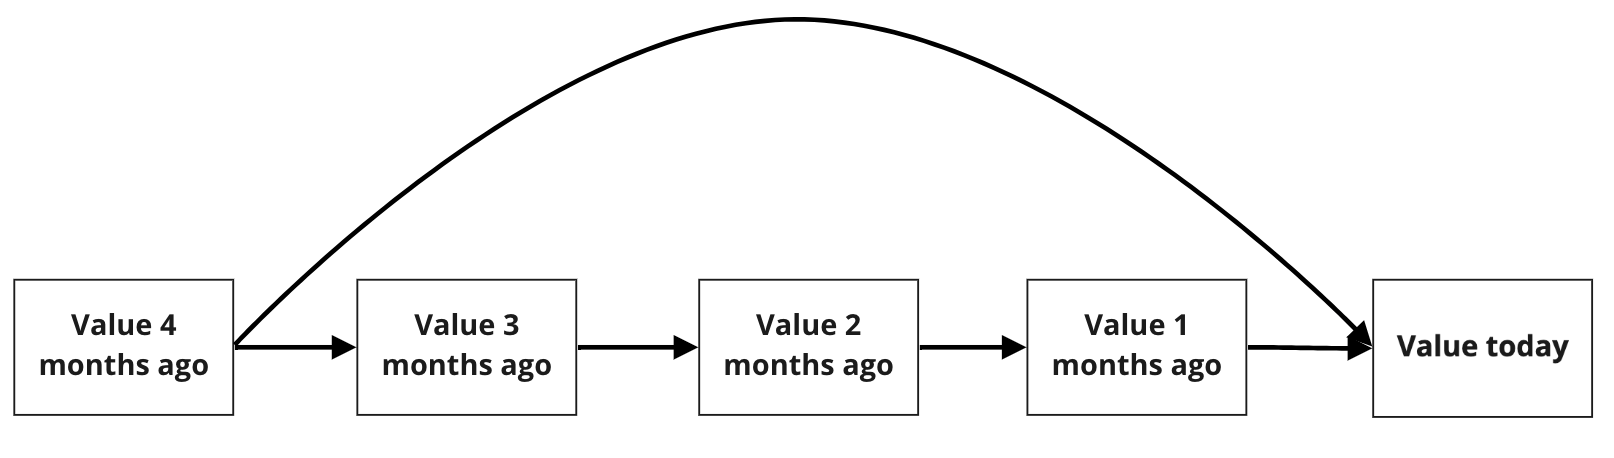 Value 4
months ago
Value 3
months ago
Value 2
months ago
Value 1
months ago
Value today